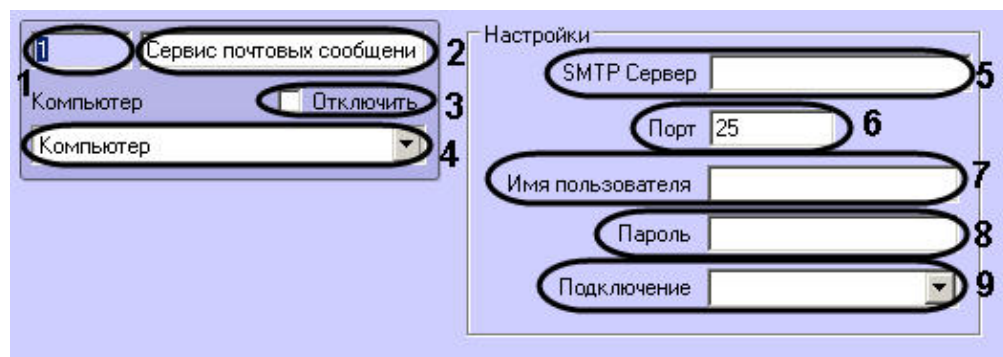 1 Сервис почтовых сообщени 2
1
Компьютер Отключить 3
Компьютер 4
Настройки
SMTP Сервер 5
Порт 25 6
Имя пользователя 7
Пароль 8
Подключение 9